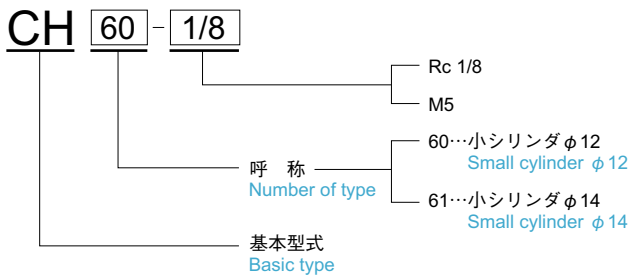 CH 60 - 1/8
Rc 1/8
M5
呼 称
Number of type
60…小シリンダφ12
Small cylinder φ12
61…小シリンダφ14
Small cylinder φ14
基本型式
Basic type